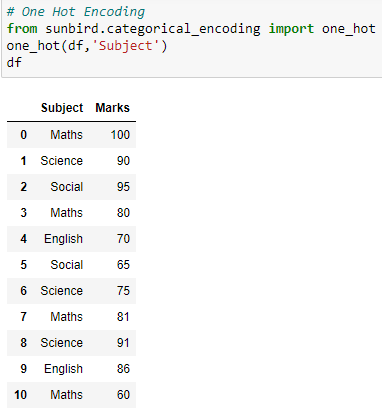 # One Hot Encoding
from sunbird.categorical_encoding import one_hot
one_hot(df,'Subject')
df
Subject Marks
0 Maths 100
1 Science 90
2 Social 95
3 Maths 80
4 English 70
5 Social 65
6 Science 75
7 Maths 81
8 Science 91
9 English 86
10 Maths 60